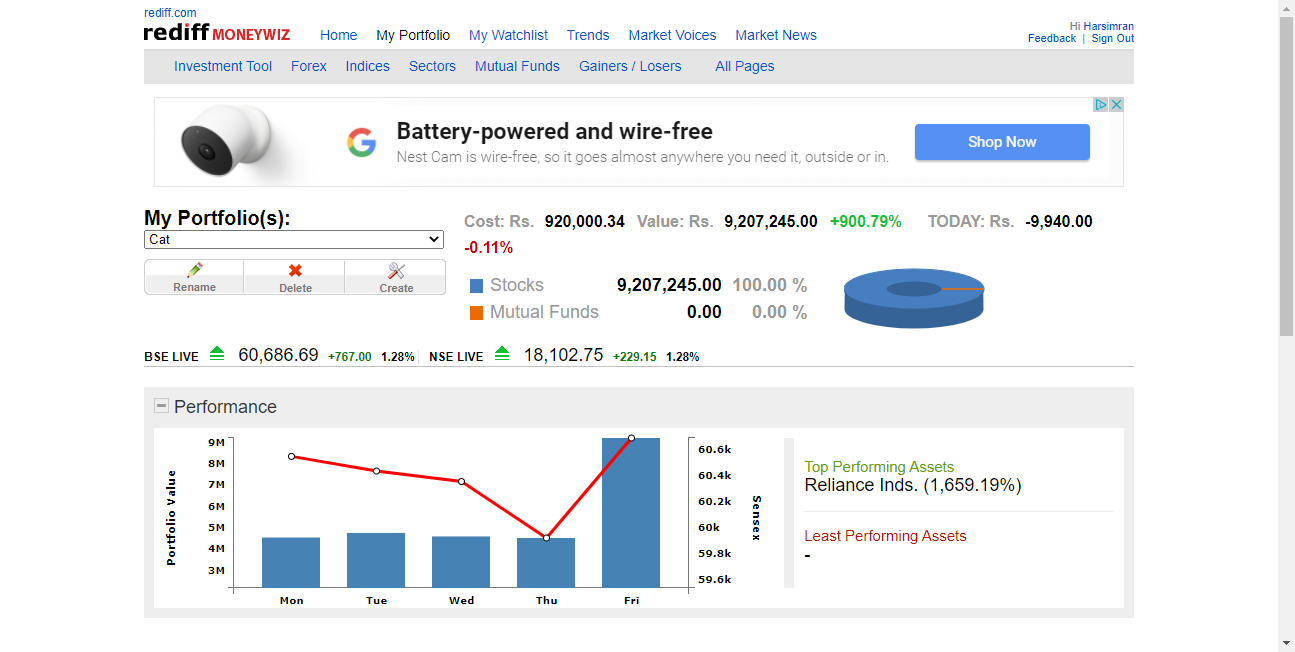 rediff.com
rediff MONEYWIZ Home My Portfolio My Watchlist Trends Market Voices Market News
Hi Harsimran
Feedback | Sign Out
Investment Tool Forex Indices Sectors Mutual Funds Gainers / Losers All Pages
Battery-powered and wire-free
Nest Cam is wire-free, so it goes almost anywhere you need it, outside or in.
Shop Now
My Portfolio(s):
Cat
Rename Delete Create
Cost: Rs. 920,000.34 Value: Rs. 9,207,245.00 +900.79% TODAY: Rs. -9,940.00
-0.11%
Stocks 9,207,245.00 100.00 %
Mutual Funds 0.00 0.00 %
BSE LIVE 60,686.69 +767.00 1.28% NSE LIVE 18,102.75 +229.15 1.28%
Performance
Portfolio Value
9M
8M
7M
6M
5M
4M
3M
Mon Tue Wed Thu Fri
60.6k
60.4k
60.2k
60k
59.8k
59.6k
Sensex
Top Performing Assets
Reliance Inds. (1,659.19%)
Least Performing Assets
-